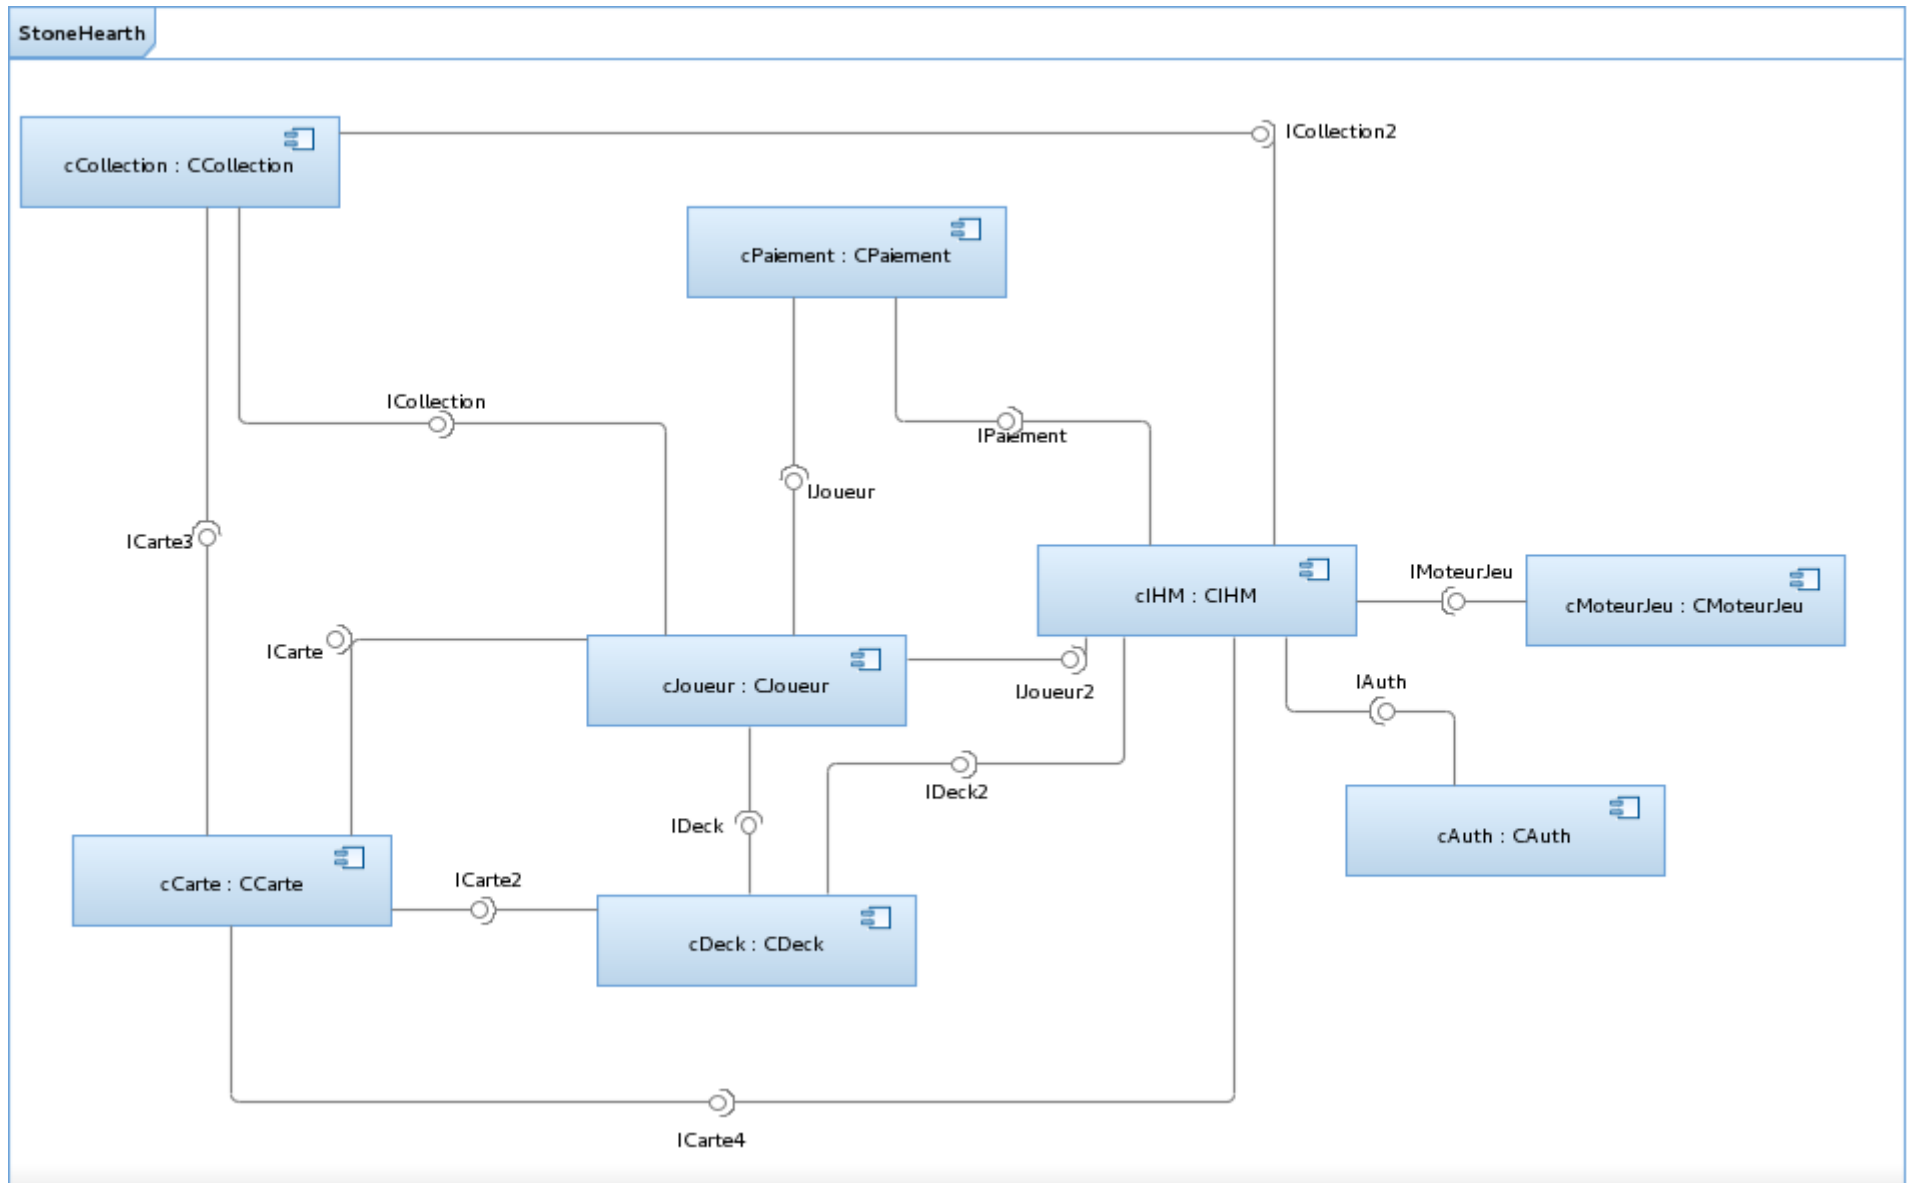 StoneHearth
ICollection2
cCollection : CCollection
cPaiement : CPaiement
ICollection
IPaiement
IJoueur
ICarte3
IMoteurJeu
cIHM : CIHM
cMoteurJeu : CMoteurJeu
ICarte
cJoueur : CJoueur
IJoueur2
IAuth
IDeck2
IDeck
cAuth : CAuth
ICarte2
cCarte : CCarte
cDeck : CDeck
ICarte4